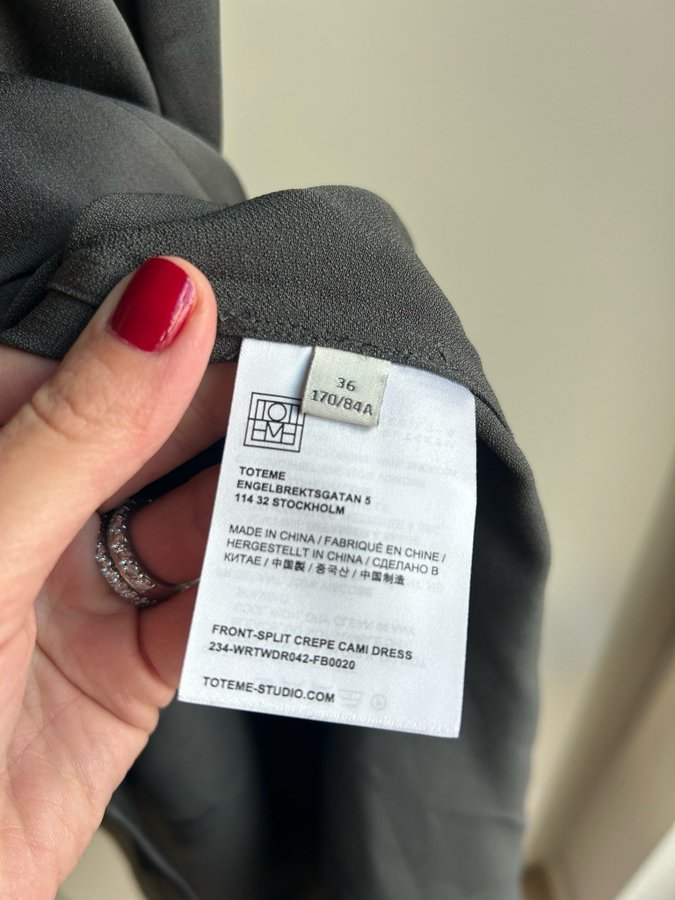 36
170/84A
TOTEME
TOTEME
ENGELBREKTSGATAN 5
114 32 STOCKHOLM
MADE IN CHINA / FABRIQUÉ EN CHINE /
HERGESTELLT IN CHINA / СДЕЛАНО В
КИТАЕ / 中国製 / 중국산 / 中国制造
FRONT-SPLIT CREPE CAMI DRESS
234-WRTWDR042-FB0020
TOTEME-STUDIO.COM